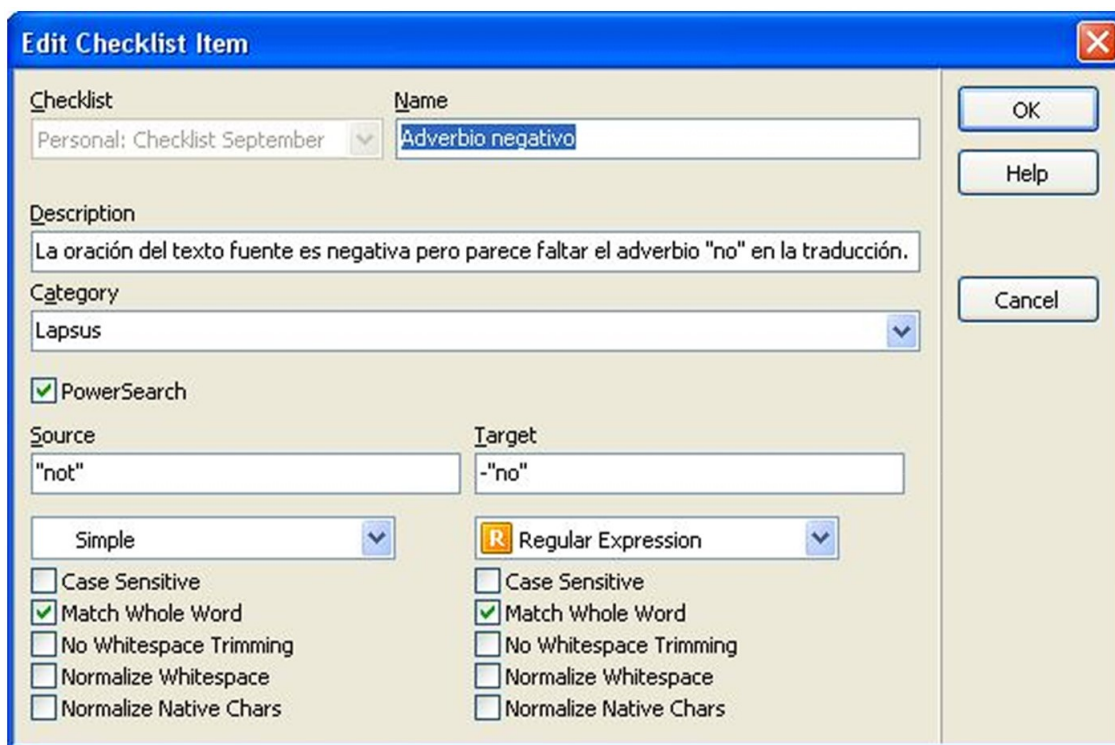 Edit Checklist Item
Checklist
Name
OK
Personal: Checklist September
Adverbio negativo
Help
Description
La oración del texto fuente es negativa pero parece faltar el adverbio "no" en la traducción.
Category
Cancel
Lapsus
PowerSearch
Source
Target
"not"
-"no"
Simple
R Regular Expression
Case Sensitive
Case Sensitive
Match Whole Word
Match Whole Word
No Whitespace Trimming
No Whitespace Trimming
Normalize Whitespace
Normalize Whitespace
Normalize Native Chars
Normalize Native Chars